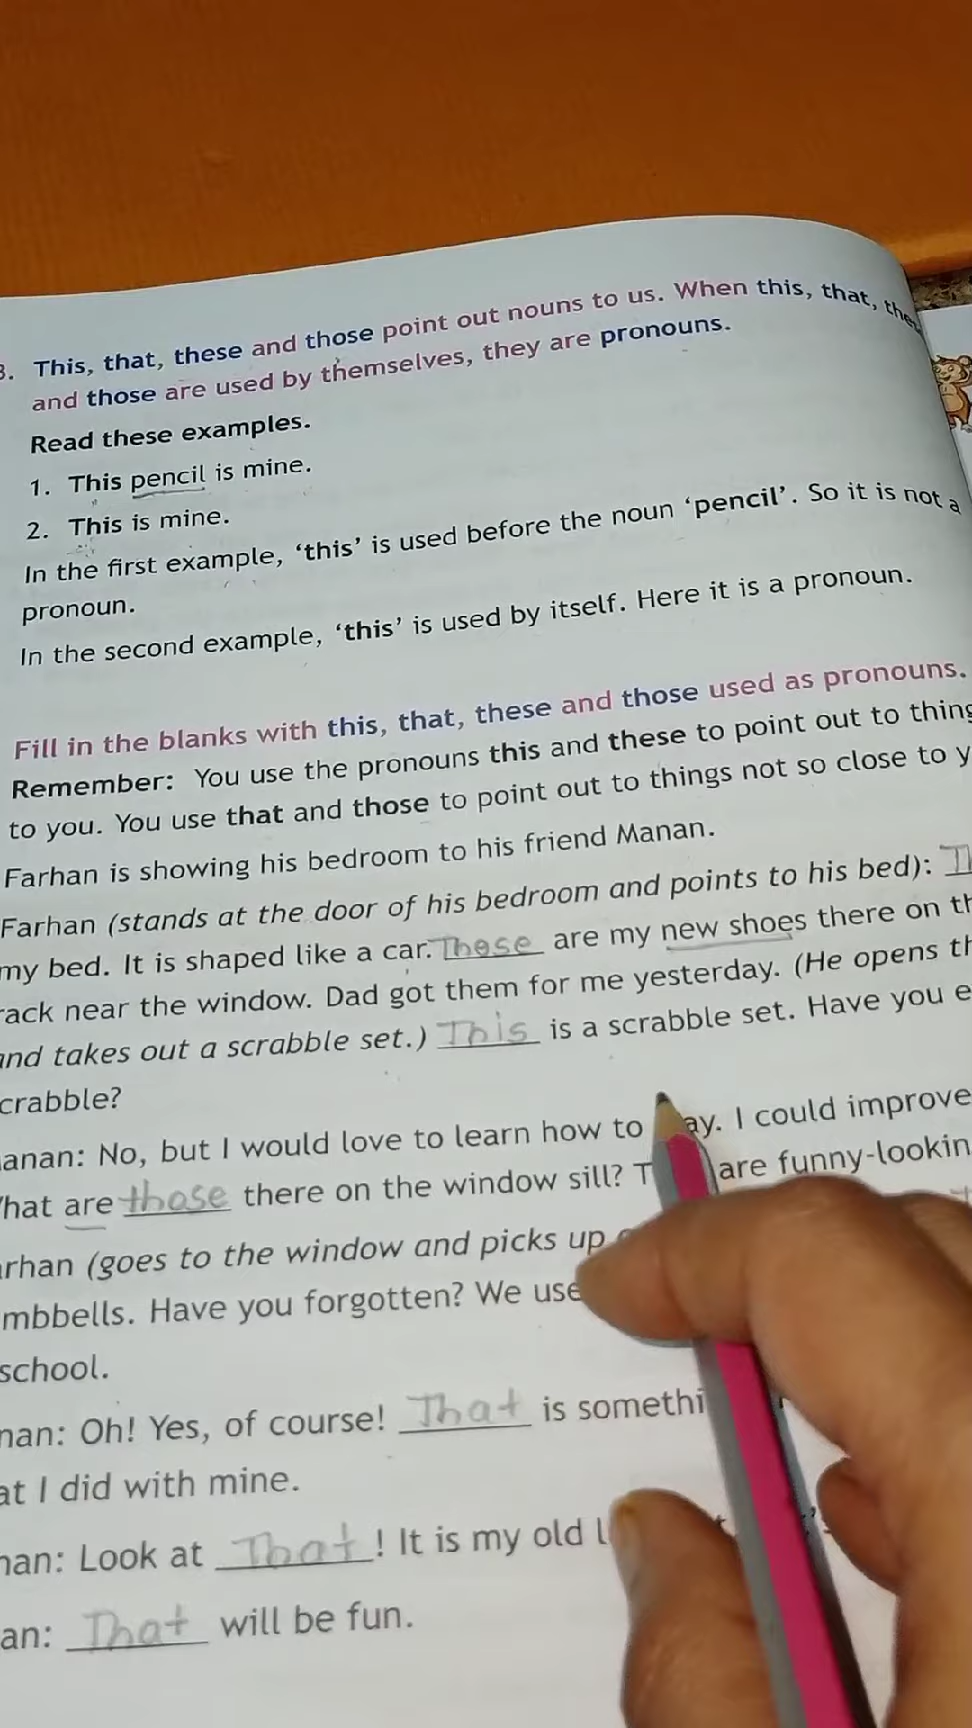 This, that, these and those point out nouns to us. When this, that,
and those are used by themselves, they are pronouns.
Read these examples.
1. This pencil is mine.
2. This is mine.
In the first example, ‘this’ is used before the noun ‘pencil’. So it is not a
pronoun.
In the second example, ‘this’ is used by itself. Here it is a pronoun.
Fill in the blanks with this, that, these and those used as pronouns.
Remember: You use the pronouns this and these to point out to
to you. You use that and those to point out to things not so close to
Farhan is showing his bedroom to his friend Manan.
Farhan (stands at the door of his bedroom and points to his bed):
my bed. It is shaped like a car. These are my new shoes there on
near the window. Dad got them for me yesterday. (He opens
and takes out a scrabble set.) This is a scrabble set. Have you
crabble?
anan: No, but I would love to learn how to ay. I could improve
hat are those there on the window sill? T are funny-lookin
rhan (goes to the window and picks up
mbbells. Have you forgotten? We use
school.
nan: Oh! Yes, of course! That is somethi
at I did with mine.
han: Look at That! It is my old
an: That will be fun.